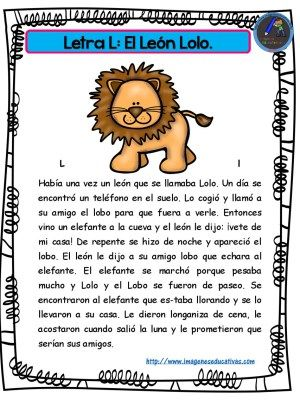 Letra L: El León Lolo.
L l
Había una vez un león que se llamaba Lolo. Un día se
encontró un teléfono en el suelo. Lo cogió y llamó a
su amigo el lobo para que fuera a verle. Entonces
vino un elefante a la cueva y el león le dijo: ¡vete de
mi casa! De repente se hizo de noche y apareció el
lobo. El león le dijo a su amigo lobo que echara al
elefante. El elefante se marchó porque pesaba
mucho y Lolo y el Lobo se fueron de paseo. Se
encontraron al elefante que es-taba llorando y se lo
llevaron a su casa. Le dieron longaniza de cena, le
acostaron cuando salió la luna y le prometieron que
serían sus amigos.
http://www.imageneseducativas.com/